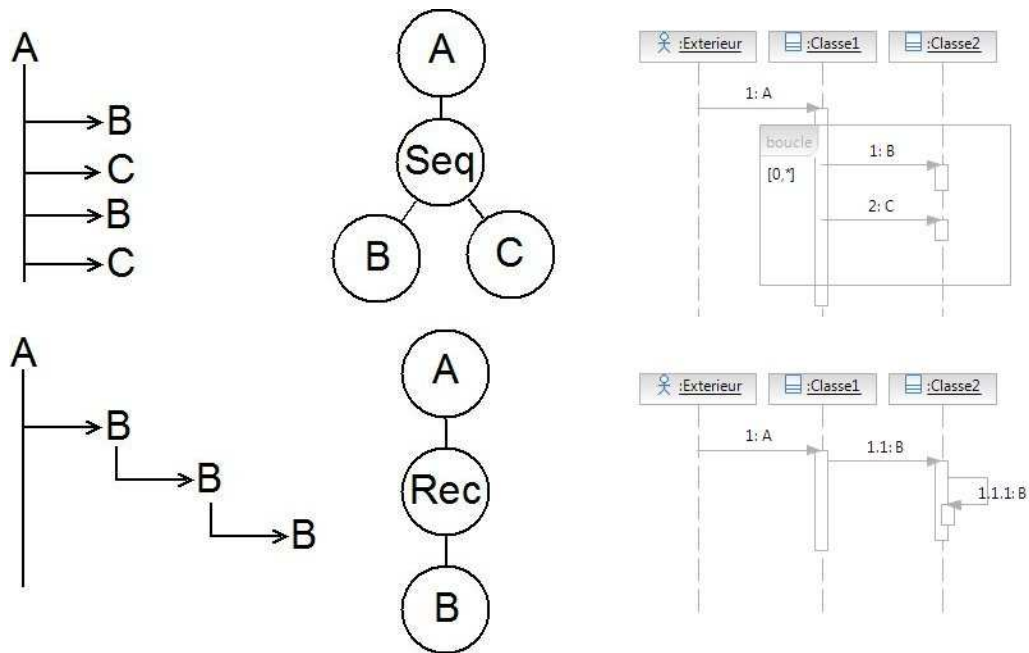 A
B
C
B
C
A
Seq
B
C
:Exterieur
:Classe1
:Classe2
1: A
boucle
[0,*]
1: B
2: C
A
B
B
B
A
Rec
B
:Exterieur
:Classe1
:Classe2
1: A
1.1: B
1.1.1: B